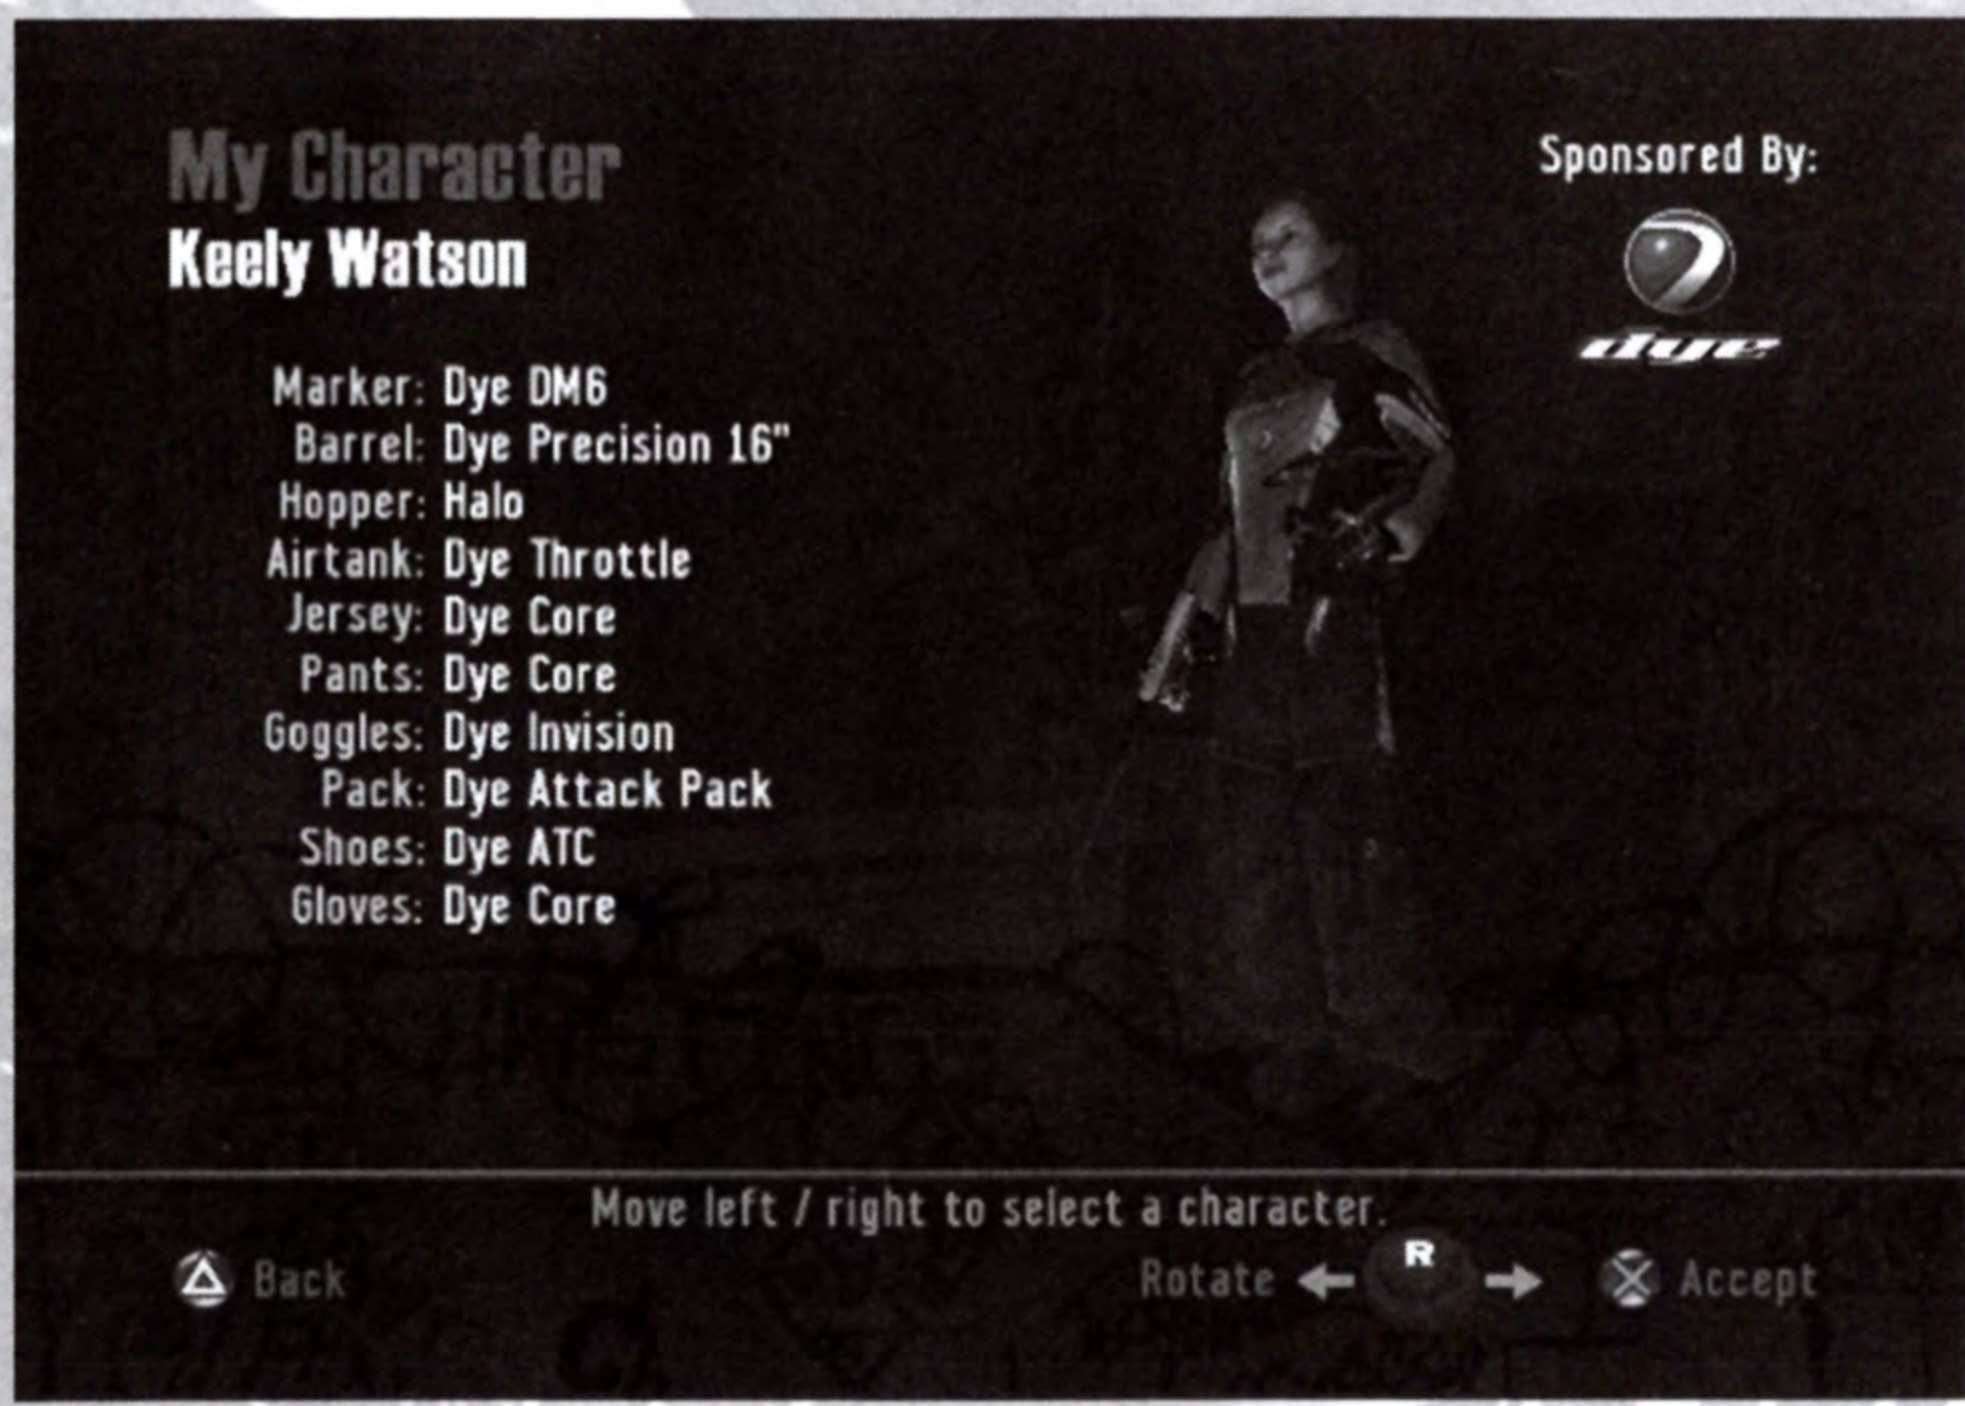 My Character
Keely Watson
Sponsored By:
dye
Marker: Dye DM6
Barrel: Dye Precision 16"
Hopper: Halo
Airtank: Dye Throttle
Jersey: Dye Core
Pants: Dye Core
Goggles: Dye Invision
Pack: Dye Attack Pack
Shoes: Dye ATC
Gloves: Dye Core
Move left / right to select a character.
Back
Rotate R
Accept